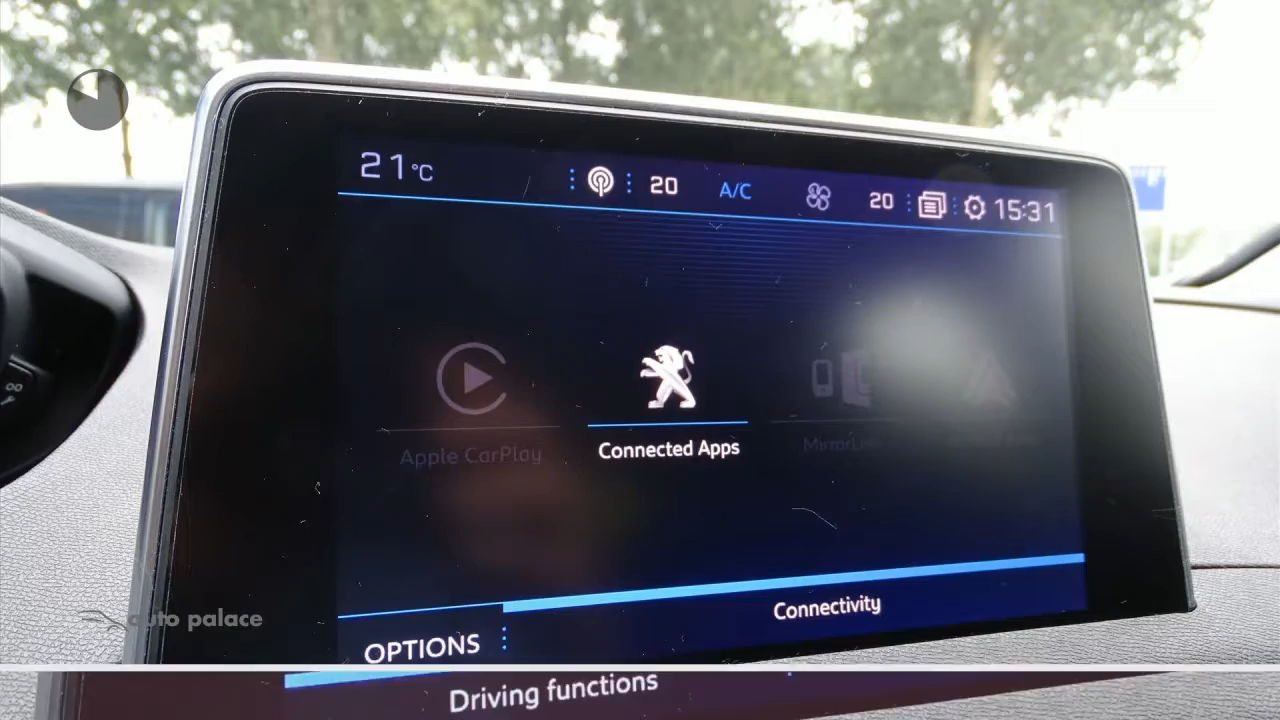 21°C 20 A/C 20 15:31
Apple CarPlay Connected Apps MirrorLink
Connectivity
auto palace
OPTIONS
Driving functions